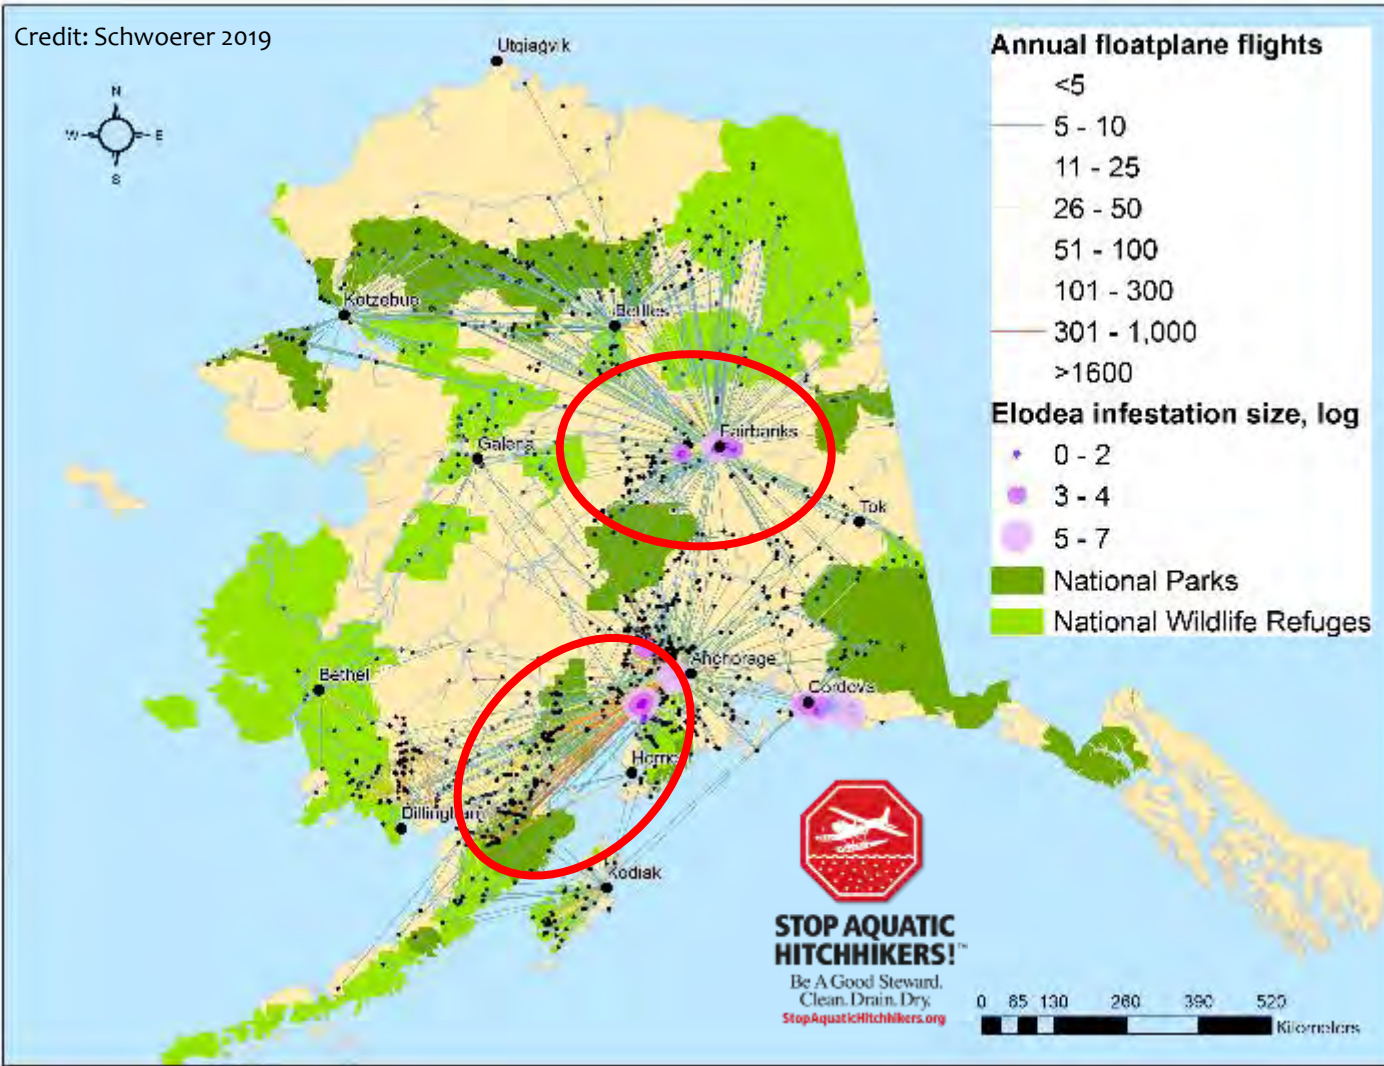 Credit: Schwoerer 2019
Utqiagvik
N
W
E
S
Kotzebue
Bettles
Fairbanks
Galena
Tok
Anchorage
Bethel
Cordova
Homer
Dillingham
Kodiak
Annual floatplane flights
<5
5 - 10
11 - 25
26 - 50
51 - 100
101 - 300
301 - 1,000
>1600
Elodea infestation size, log
0 - 2
3 - 4
5 - 7
National Parks
National Wildlife Refuges
STOP AQUATIC
HITCHHIKERS!™
Be A Good Steward.
Clean. Drain. Dry.
StopAquaticHitchhikers.org
0 65 130 260 390 520
Kilometers